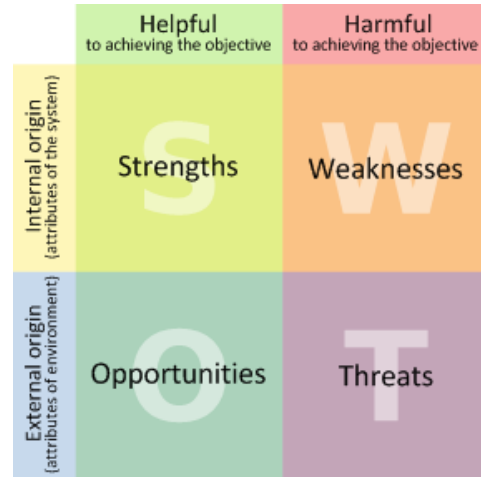 Helpful
to achieving the objective
Harmful
to achieving the objective
Internal origin
(attributes of the system)
S
Strengths
W
Weaknesses
External origin
(attributes of environment)
O
Opportunities
T
Threats